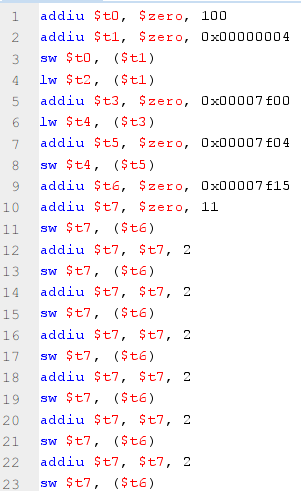 1 addiu $t0, $zero, 100
2 addiu $t1, $zero, 0x00000004
3 sw $t0, ($t1)
4 lw $t2, ($t1)
5 addiu $t3, $zero, 0x00007f00
6 lw $t4, ($t3)
7 addiu $t5, $zero, 0x00007f04
8 sw $t4, ($t5)
9 addiu $t6, $zero, 0x00007f15
10 addiu $t7, $zero, 11
11 sw $t7, ($t6)
12 addiu $t7, $t7, 2
13 sw $t7, ($t6)
14 addiu $t7, $t7, 2
15 sw $t7, ($t6)
16 addiu $t7, $t7, 2
17 sw $t7, ($t6)
18 addiu $t7, $t7, 2
19 sw $t7, ($t6)
20 addiu $t7, $t7, 2
21 sw $t7, ($t6)
22 addiu $t7, $t7, 2
23 sw $t7, ($t6)